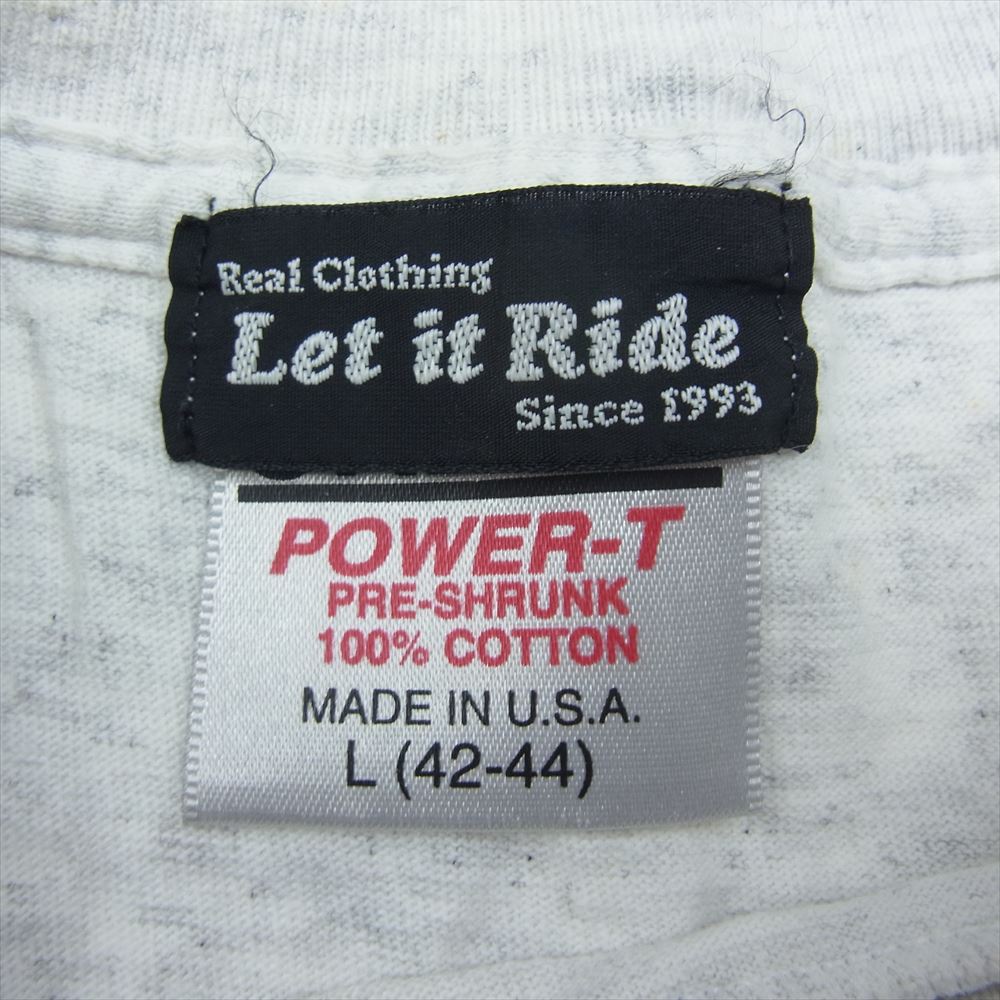 Real Clothing
Let it Ride
Since 1993
POWER-T
PRE-SHRUNK
100% COTTON
MADE IN U.S.A.
L (42-44)